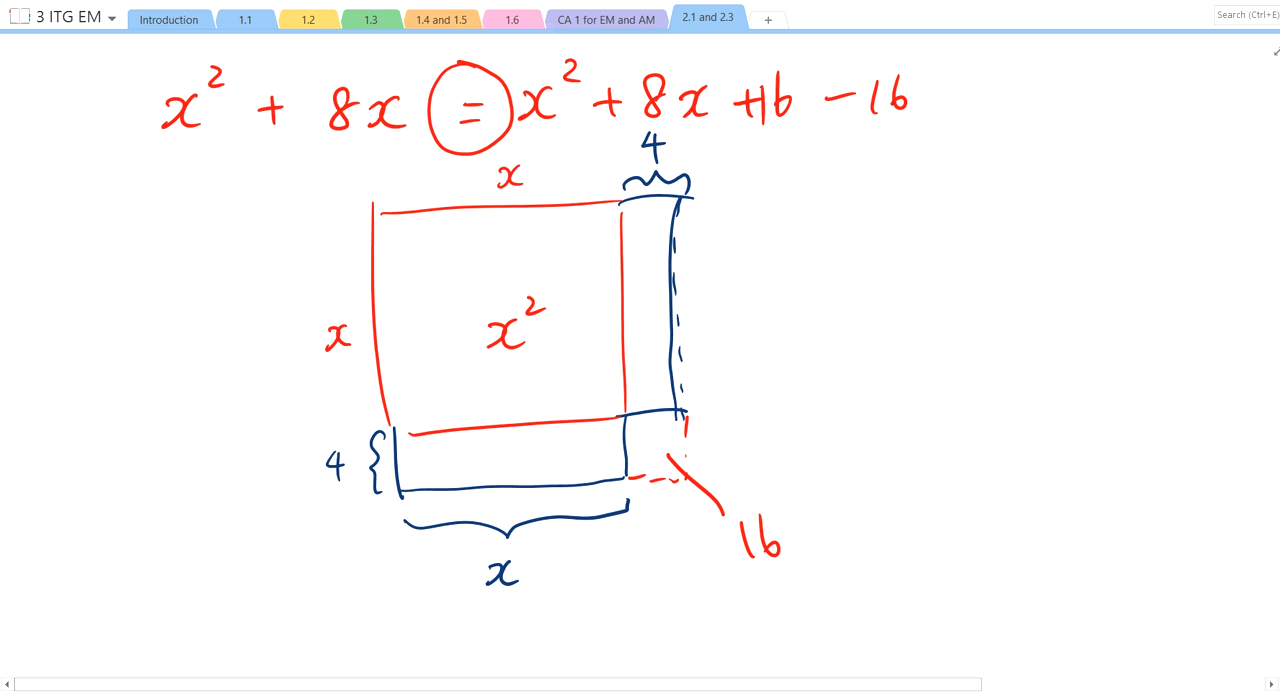 3 ITG EM Introduction 1.1 1.2 1.3 1.4 and 1.5 1.6 CA 1 for EM and AM 2.1 and 2.3 + Search (Ctrl+E)
x² + 8x = x² + 8x + 16 - 16
4
x
x
x²
4
16
x